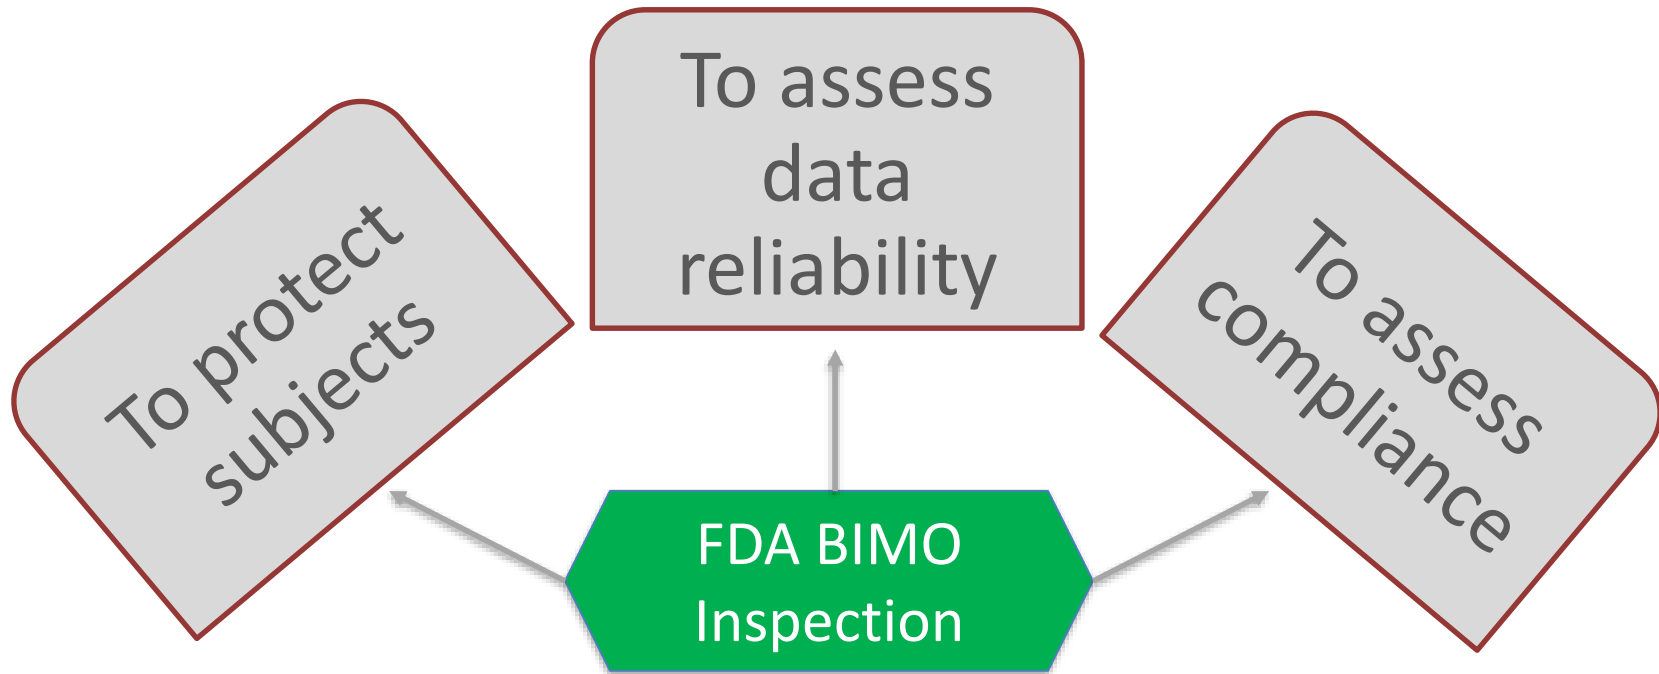 To protect
subjects
To assess
data
reliability
To assess
compliance
FDA BIMO
Inspection